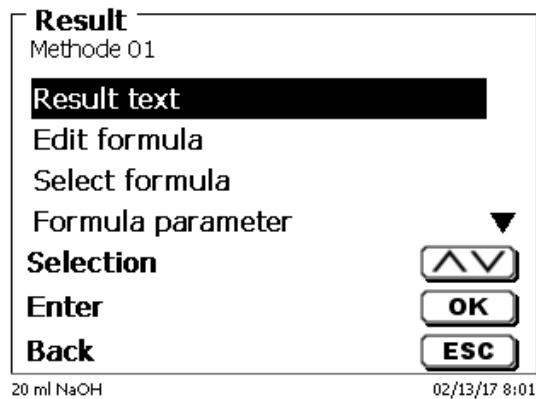 Result
Methode 01
Result text
Edit formula
Select formula
Formula parameter
Selection
Enter OK
Back ESC
20 ml NaOH 02/13/17 8:01